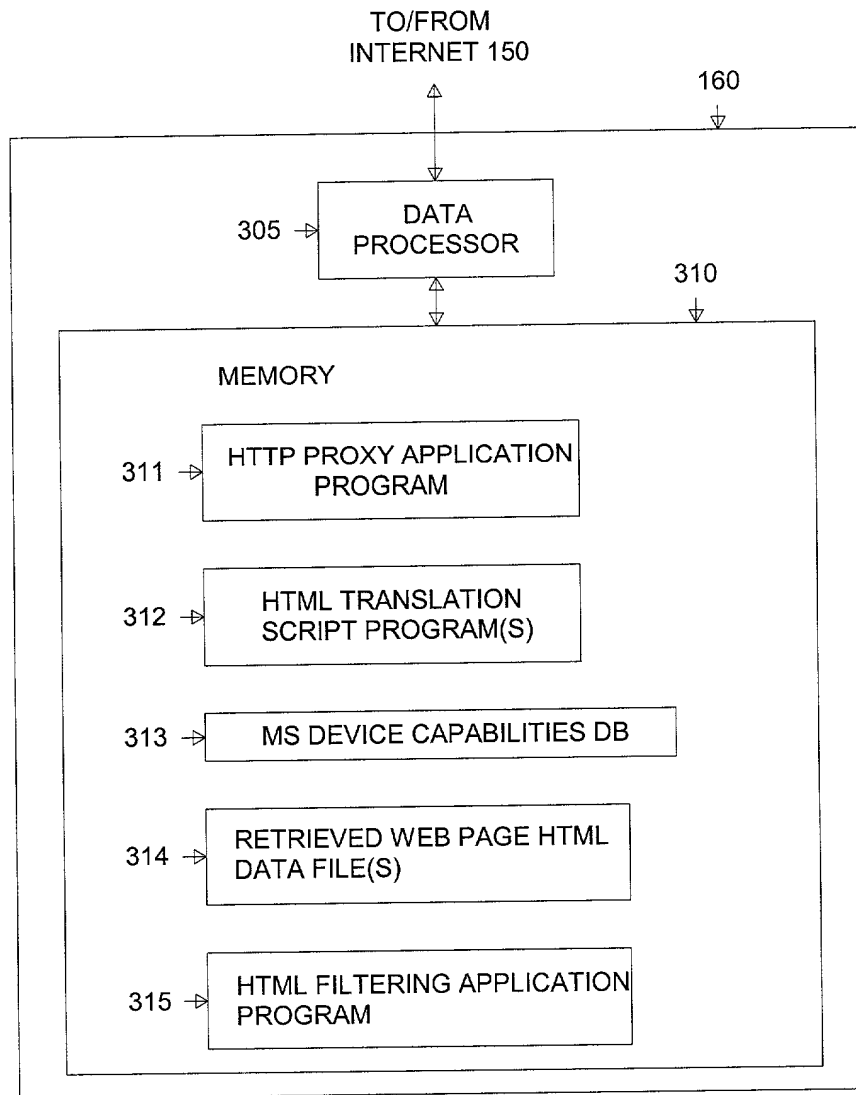 TO/FROM
INTERNET 150
160
DATA
PROCESSOR
305
310
MEMORY
HTTP PROXY APPLICATION
PROGRAM
311
HTML TRANSLATION
SCRIPT PROGRAM(S)
312
MS DEVICE CAPABILITIES DB
313
RETRIEVED WEB PAGE HTML
DATA FILE(S)
314
HTML FILTERING APPLICATION
PROGRAM
315